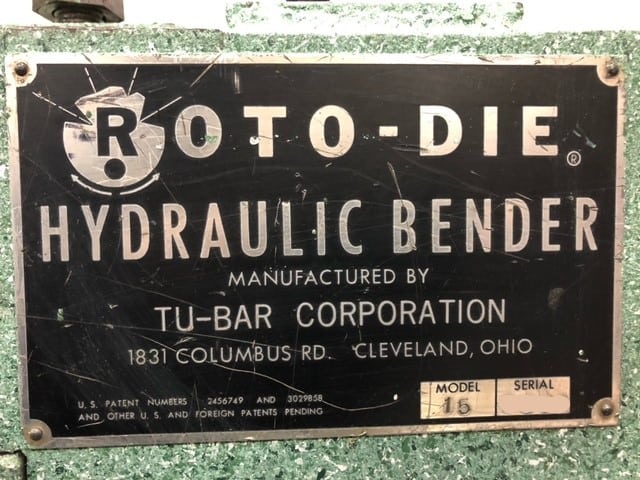 ROTO-DIE®
HYDRAULIC BENDER
MANUFACTURED BY
TU-BAR CORPORATION
1831 COLUMBUS RD. CLEVELAND, OHIO
U.S. PATENT NUMBERS 2456749 AND 3029858
AND OTHER U.S. AND FOREIGN PATENTS PENDING
MODEL SERIAL
15